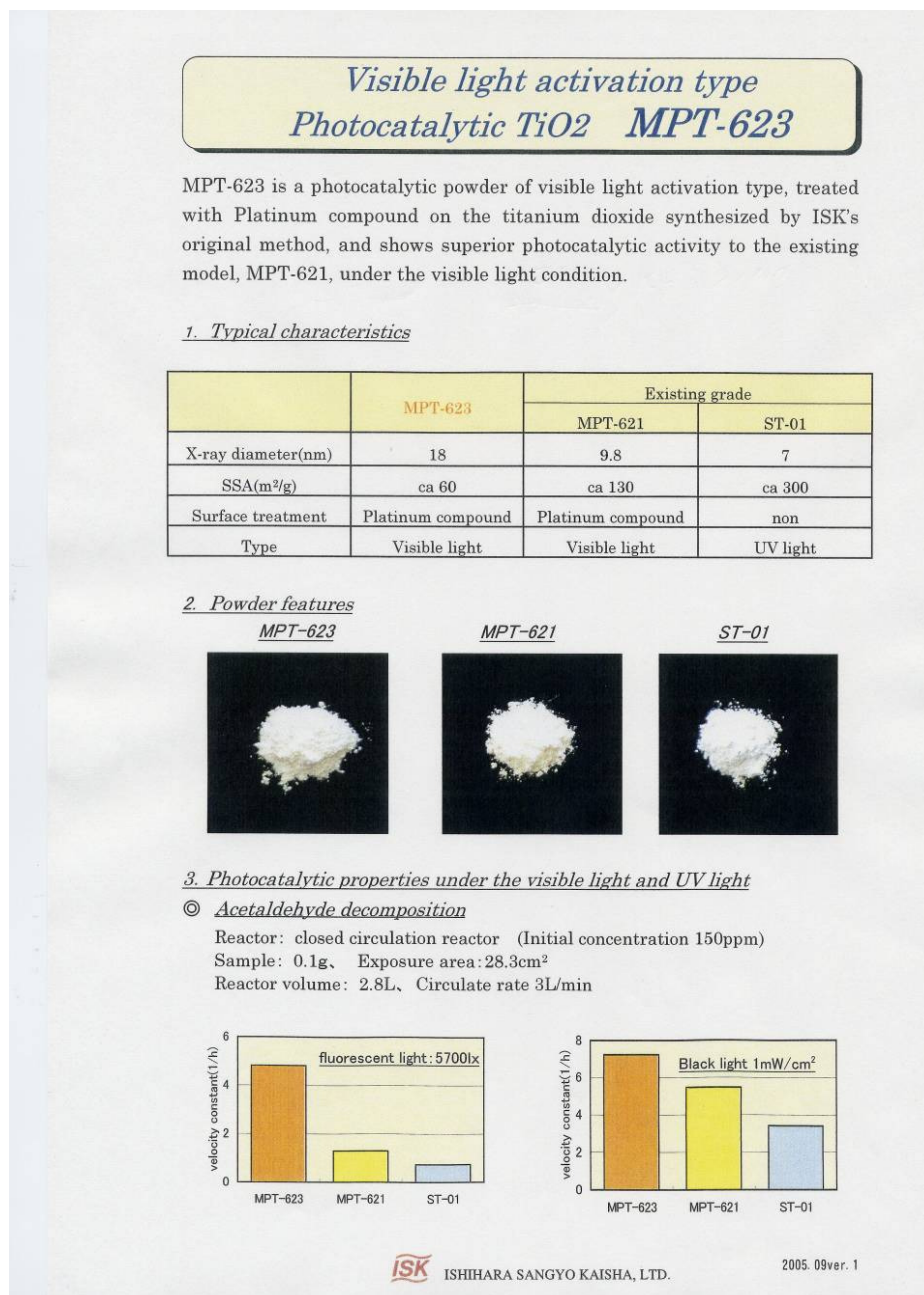 Visible light activation type
Photocatalytic TiO2 MPT-623
MPT-623 is a photocatalytic powder of visible light activation type, treated
with Platinum compound on the titanium dioxide synthesized by ISK's
original method, and shows superior photocatalytic activity to the existing
model, MPT-621, under the visible light condition.
1. Typical characteristics
MPT-623
Existing grade
MPT-621 ST-01
X-ray diameter(nm) 18 9.8 7
SSA(m²/g) ca 60 ca 130 ca 300
Surface treatment Platinum compound Platinum compound non
Type Visible light Visible light UV light
2. Powder features
MPT-623 MPT-621 ST-01
3. Photocatalytic properties under the visible light and UV light
◎ Acetaldehyde decomposition
Reactor: closed circulation reactor (Initial concentration 150ppm)
Sample: 0.1g、 Exposure area:28.3cm²
Reactor volume: 2.8L、 Circulate rate 3L/min
velocity constant(1/h)
6
4
2
0
fluorescent light:5700lx
MPT-623 MPT-621 ST-01
velocity constant(1/h)
8
6
4
2
0
Black light 1mW/cm²
MPT-623 MPT-621 ST-01
ISK ISHIHARA SANGYO KAISHA, LTD.
2005. 09ver. 1